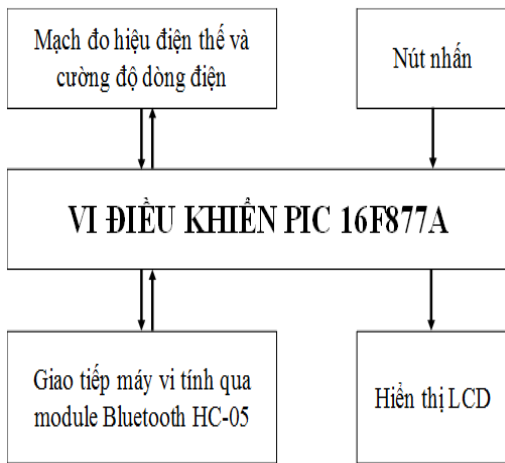 Mạch đo hiệu điện thế và
cường độ dòng điện
Nút nhấn
VI ĐIỀU KHIỂN PIC 16F877A
Giao tiếp máy vi tính qua
module Bluetooth HC-05
Hiển thị LCD